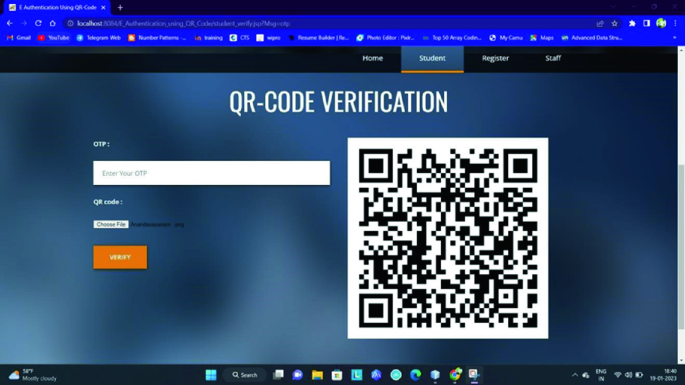 E Authentication Using QR-Code
localhost:8084/E_Authentication_using_QR_Code/student_verify.jsp?Msg=otp
Gmail YouTube Telegram Web Number Patterns -... training CTS wipro Resume Builder | Re... Photo Editor : Pixlr... Top 50 Array Codin... My Camu Maps Advanced Data Stru...
Home Student Register Staff
QR-CODE VERIFICATION
OTP :
Enter Your OTP
QR code :
Choose File
VERIFY
58°F
Mostly cloudy
Search
ENG
IN
18:40
19-01-2023